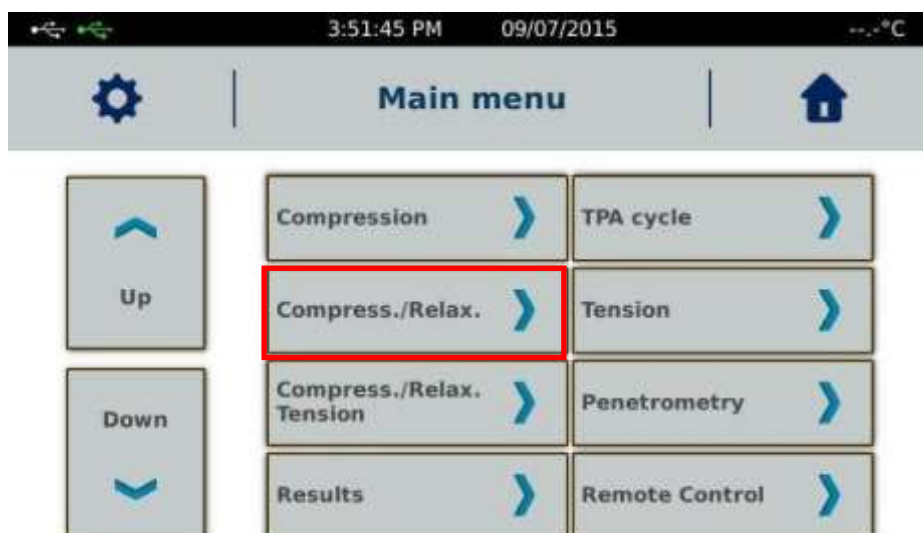 3:51:45 PM 09/07/2015 --.-°C
Main menu
Up
Down
Compression
TPA cycle
Compress./Relax.
Tension
Compress./Relax.
Tension
Penetrometry
Results
Remote Control